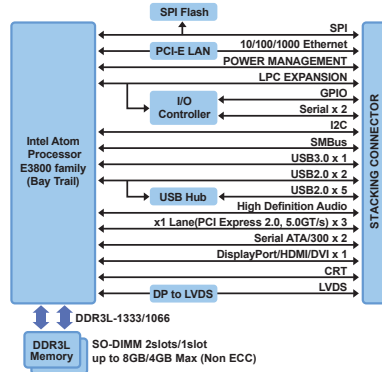 SPI Flash
SPI
PCI-E LAN
10/100/1000 Ethernet
POWER MANAGEMENT
LPC EXPANSION
I/O
Controller
GPIO
Serial x 2
I2C
SMBus
USB3.0 x 1
USB2.0 x 2
USB Hub
USB2.0 x 5
High Definition Audio
x1 Lane(PCI Express 2.0, 5.0GT/s) x 3
Serial ATA/300 x 2
DisplayPort/HDMI/DVI x 1
CRT
DP to LVDS
LVDS
Intel Atom
Processor
E3800 family
(Bay Trail)
STACKING CONNECTOR
DDR3L-1333/1066
DDR3L
Memory
SO-DIMM 2slots/1slot
up to 8GB/4GB Max (Non ECC)